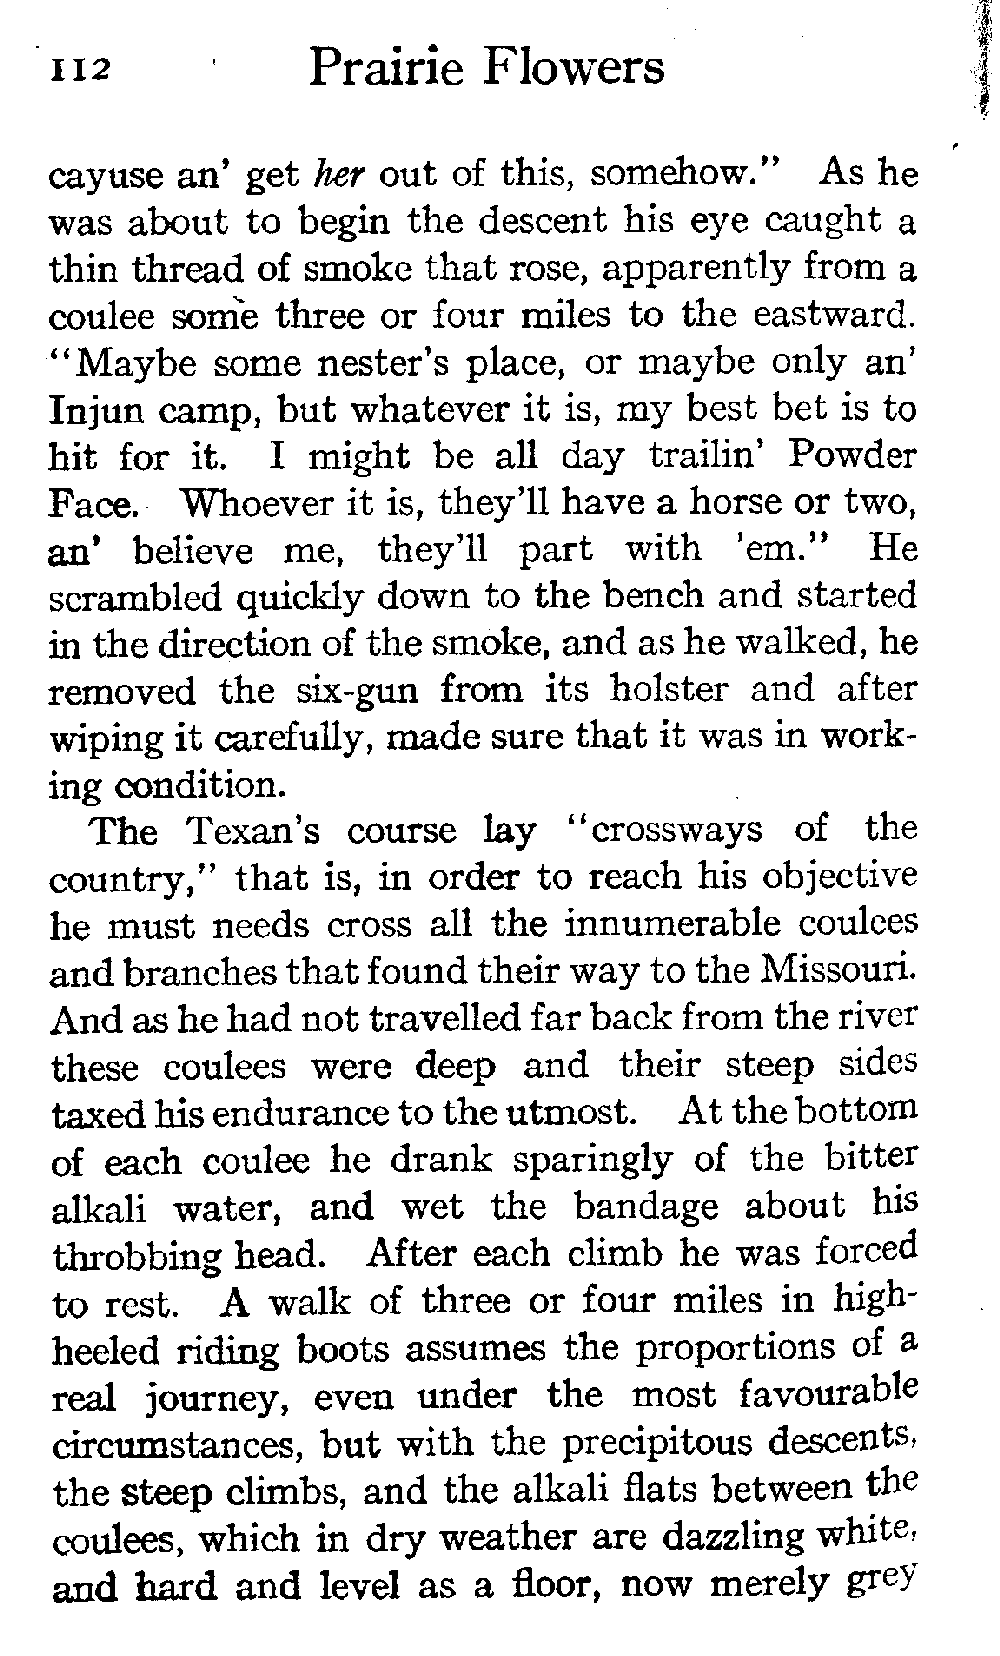 112 Prairie Flowers
cayuse an' get her out of this, somehow." As he
was about to begin the descent his eye caught a
thin thread of smoke that rose, apparently from a
coulee some three or four miles to the eastward.
"Maybe some nester's place, or maybe only an'
Injun camp, but whatever it is, my best bet is to
hit for it. I might be all day trailin' Powder
Face. Whoever it is, they'll have a horse or two,
an' believe me, they'll part with 'em." He
scrambled quickly down to the bench and started
in the direction of the smoke, and as he walked, he
removed the six-gun from its holster and after
wiping it carefully, made sure that it was in work-
ing condition.
The Texan's course lay "crossways of the
country," that is, in order to reach his objective
he must needs cross all the innumerable coulees
and branches that found their way to the Missouri.
And as he had not travelled far back from the river
these coulees were deep and their steep sides
taxed his endurance to the utmost. At the bottom
of each coulee he drank sparingly of the bitter
alkali water, and wet the bandage about his
throbbing head. After each climb he was forced
to rest. A walk of three or four miles in high-
heeled riding boots assumes the proportions of a
real journey, even under the most favourable
circumstances, but with the precipitous descents,
the steep climbs, and the alkali flats between the
coulees, which in dry weather are dazzling white,
and hard and level as a floor, now merely grey